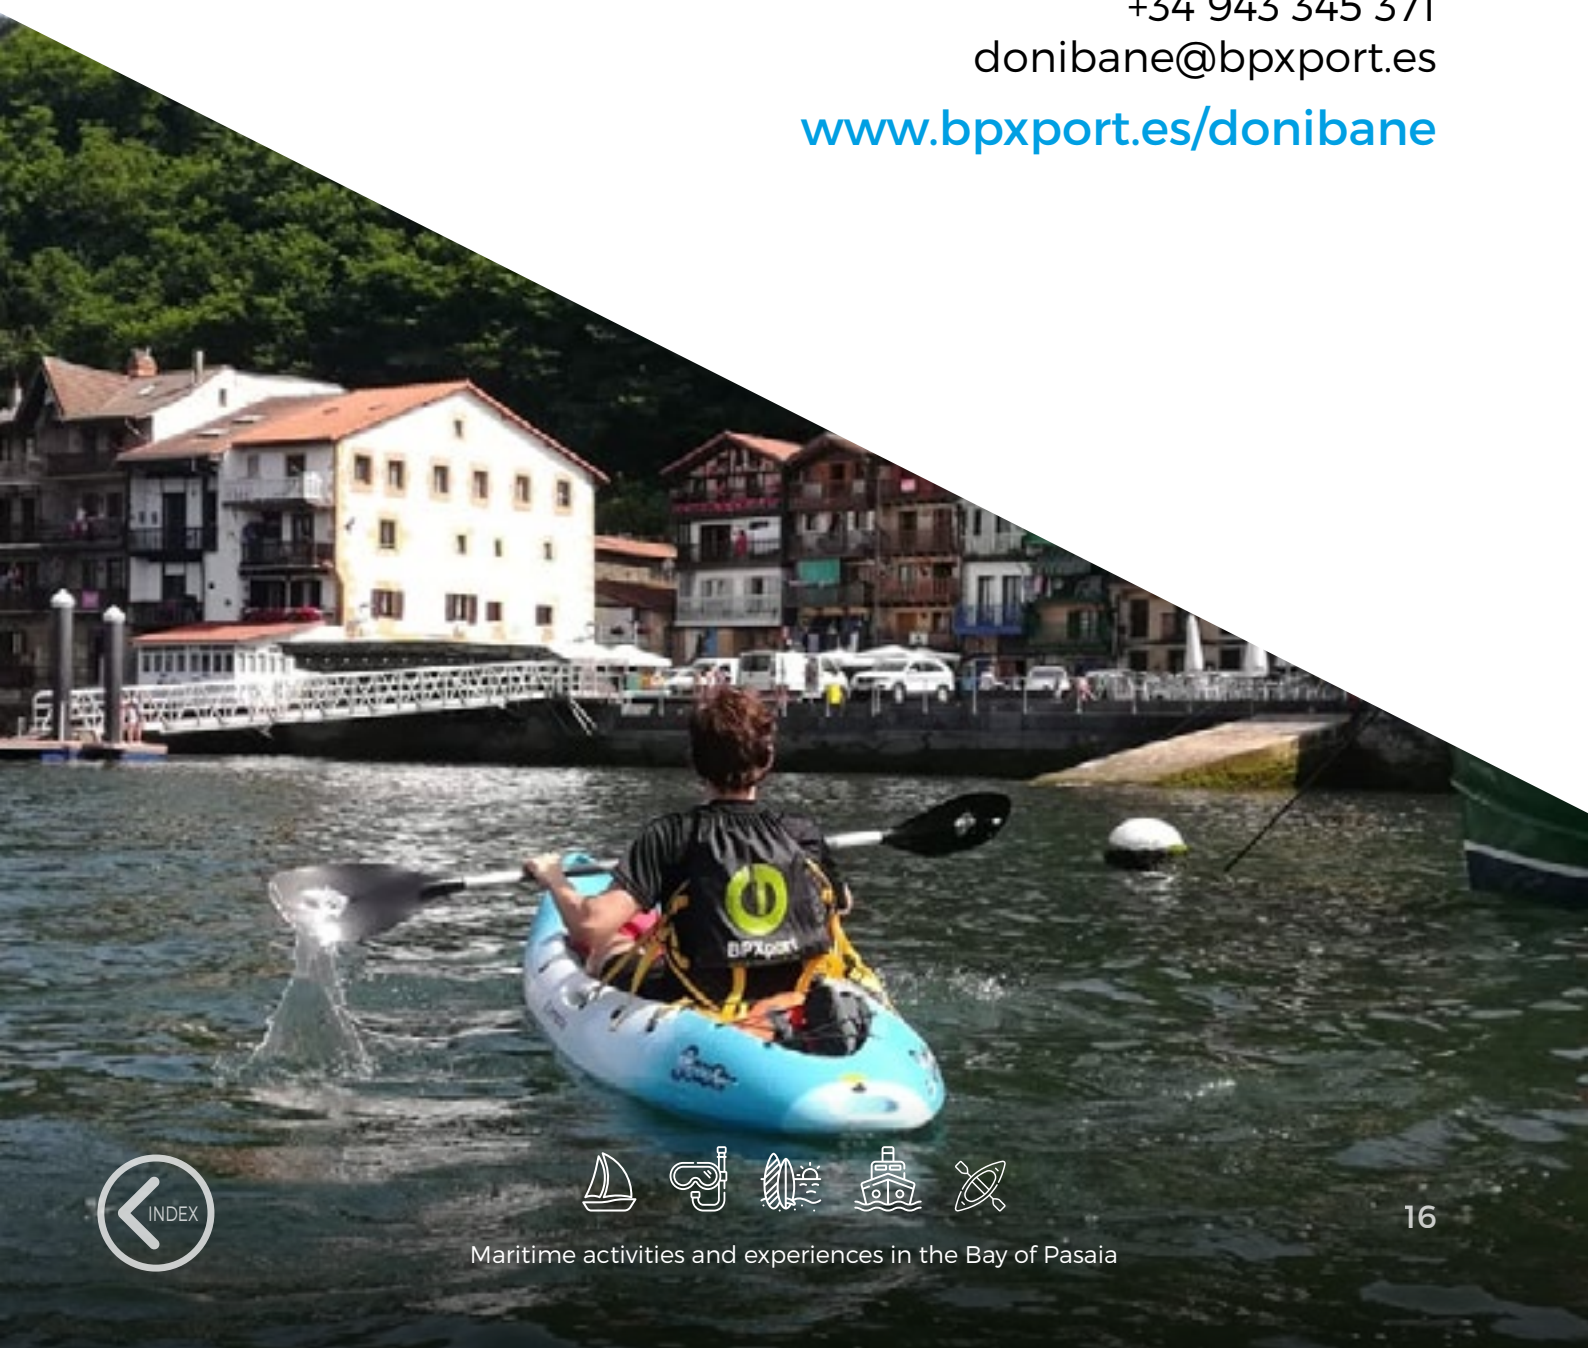 +34 943 345 371
donibane@bpxport.es
www.bpxport.es/donibane
BPXport
INDEX
16
Maritime activities and experiences in the Bay of Pasaia